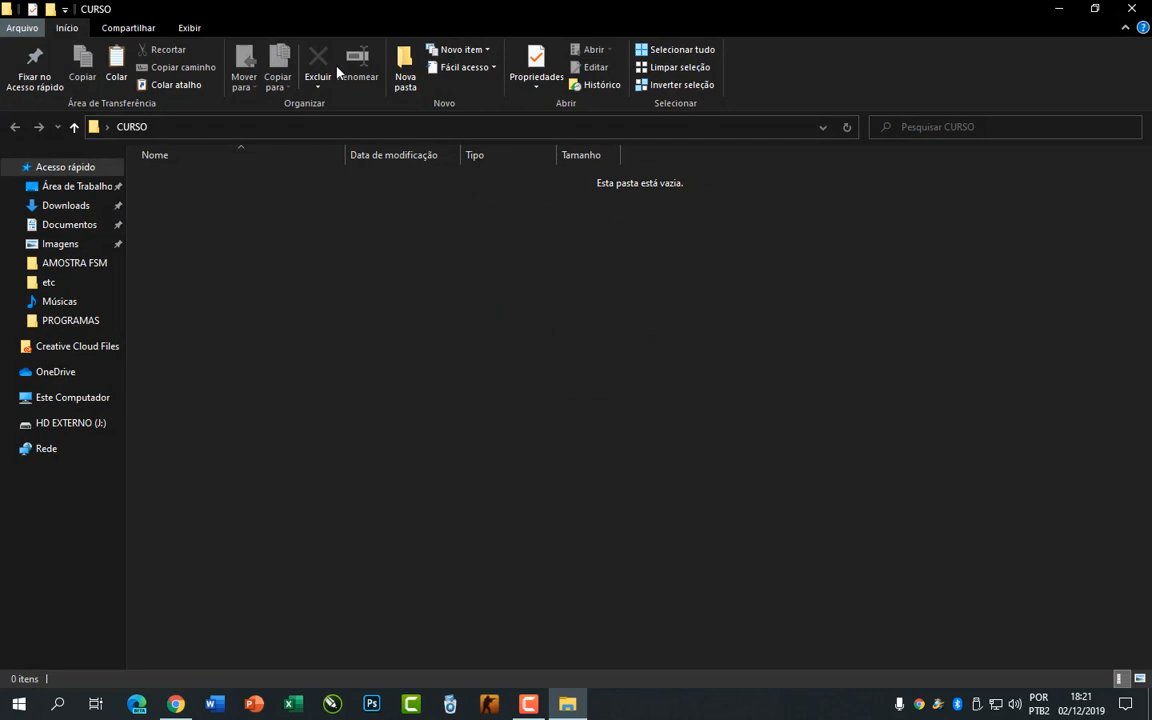 CURSO
Arquivo Início Compartilhar Exibir
Fixar no Acesso rápido
Copiar
Colar
Recortar
Copiar caminho
Colar atalho
Área de Transferência
Mover para
Copiar para
Excluir
Renomear
Organizar
Nova pasta
Novo item
Fácil acesso
Novo
Propriedades
Abrir
Editar
Histórico
Abrir
Selecionar tudo
Limpar seleção
Inverter seleção
Selecionar
CURSO
Pesquisar CURSO
Nome Data de modificação Tipo Tamanho
Esta pasta está vazia.
Acesso rápido
Área de Trabalho
Downloads
Documentos
Imagens
AMOSTRA FSM
etc
Músicas
PROGRAMAS
Creative Cloud Files
OneDrive
Este Computador
HD EXTERNO (J:)
Rede
0 itens
POR
PTB2
18:21
02/12/2019